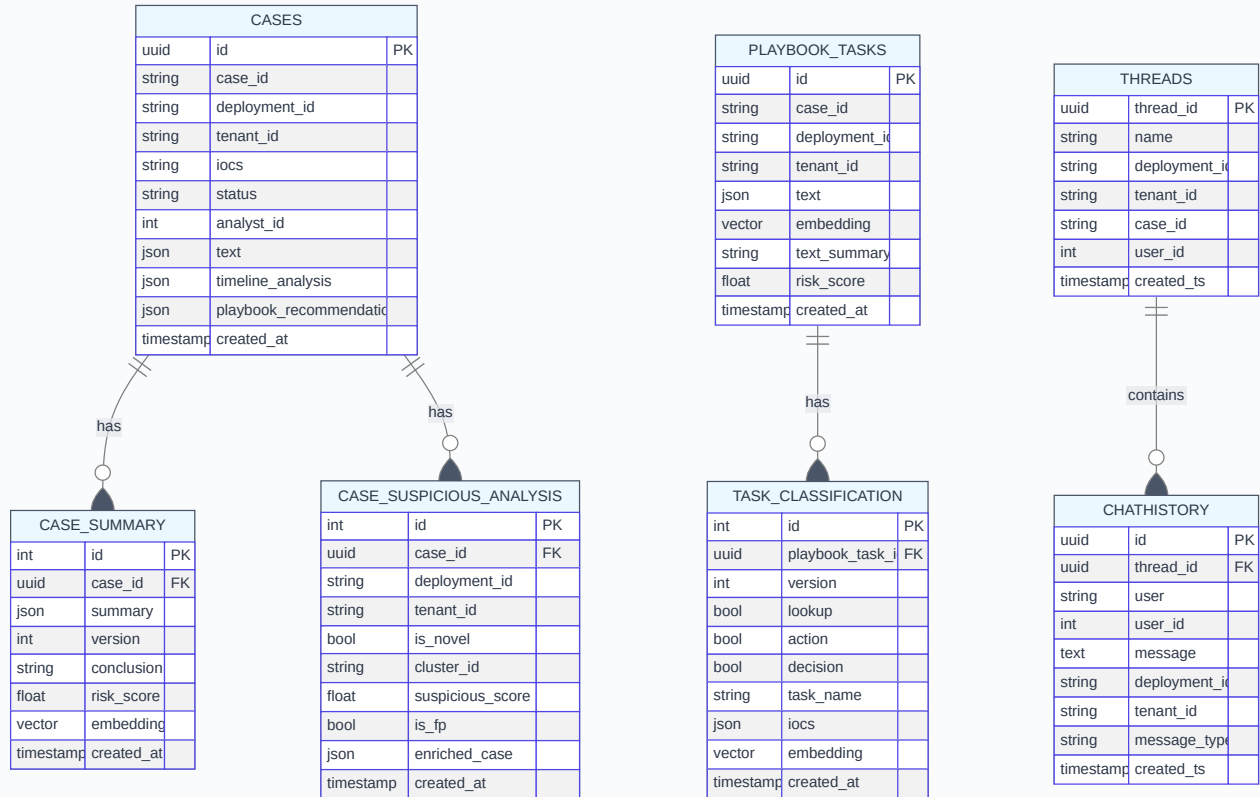 CASES
uuid id PK
string case_id
string deployment_id
string tenant_id
string iocs
string status
int analyst_id
json text
json timeline_analysis
json playbook_recommendatic
timestamp created_at
PLAYBOOK_TASKS
uuid id PK
string case_id
string deployment_id
string tenant_id
json text
vector embedding
string text_summary
float risk_score
timestamp created_at
THREADS
uuid thread_id PK
string name
string deployment_id
string tenant_id
string case_id
int user_id
timestamp created_ts
has
has
has
contains
CASE_SUMMARY
int id PK
uuid case_id FK
json summary
int version
string conclusion
float risk_score
vector embedding
timestamp created_at
CASE_SUSPICIOUS_ANALYSIS
int id PK
uuid case_id FK
string deployment_id
string tenant_id
bool is_novel
string cluster_id
float suspicious_score
bool is_fp
json enriched_case
timestamp created_at
TASK_CLASSIFICATION
int id PK
uuid playbook_task_i FK
int version
bool lookup
bool action
bool decision
string task_name
json iocs
vector embedding
timestamp created_at
CHATHISTORY
uuid id PK
uuid thread_id FK
string user
int user_id
text message
string deployment_id
string tenant_id
string message_type
timestamp created_ts